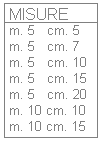 MISURE
m. 5 cm. 5
m. 5 cm. 7
m. 5 cm. 10
m. 5 cm. 15
m. 5 cm. 20
m. 10 cm. 10
m. 10 cm. 15